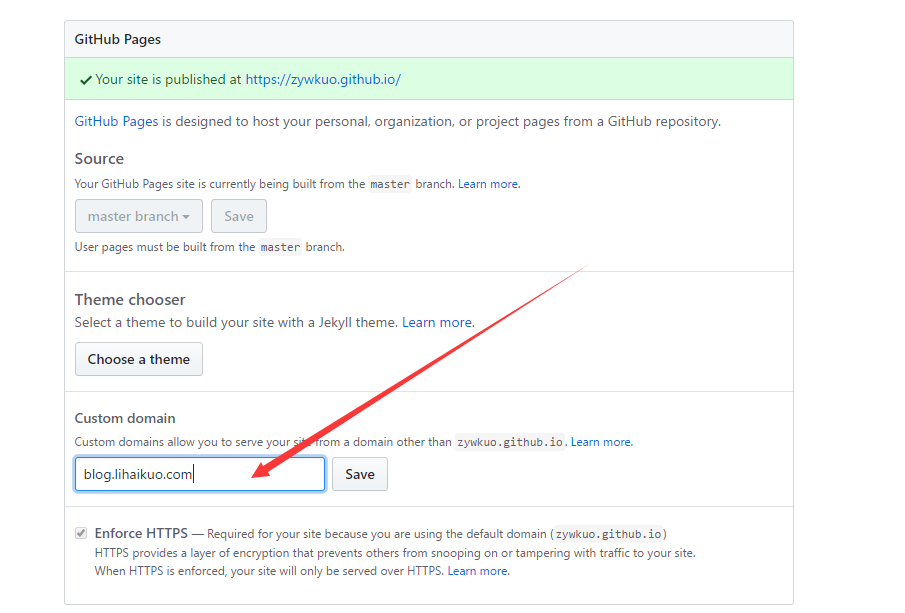 GitHub Pages
Your site is published at https://zywkuo.github.io/
GitHub Pages is designed to host your personal, organization, or project pages from a GitHub repository.
Source
Your GitHub Pages site is currently being built from the master branch. Learn more.
master branch Save
User pages must be built from the master branch.
Theme chooser
Select a theme to build your site with a Jekyll theme. Learn more.
Choose a theme
Custom domain
Custom domains allow you to serve your site from a domain other than zywkuo.github.io. Learn more.
blog.lihaikuo.com Save
Enforce HTTPS — Required for your site because you are using the default domain (zywkuo.github.io)
HTTPS provides a layer of encryption that prevents others from snooping on or tampering with traffic to your site.
When HTTPS is enforced, your site will only be served over HTTPS. Learn more.